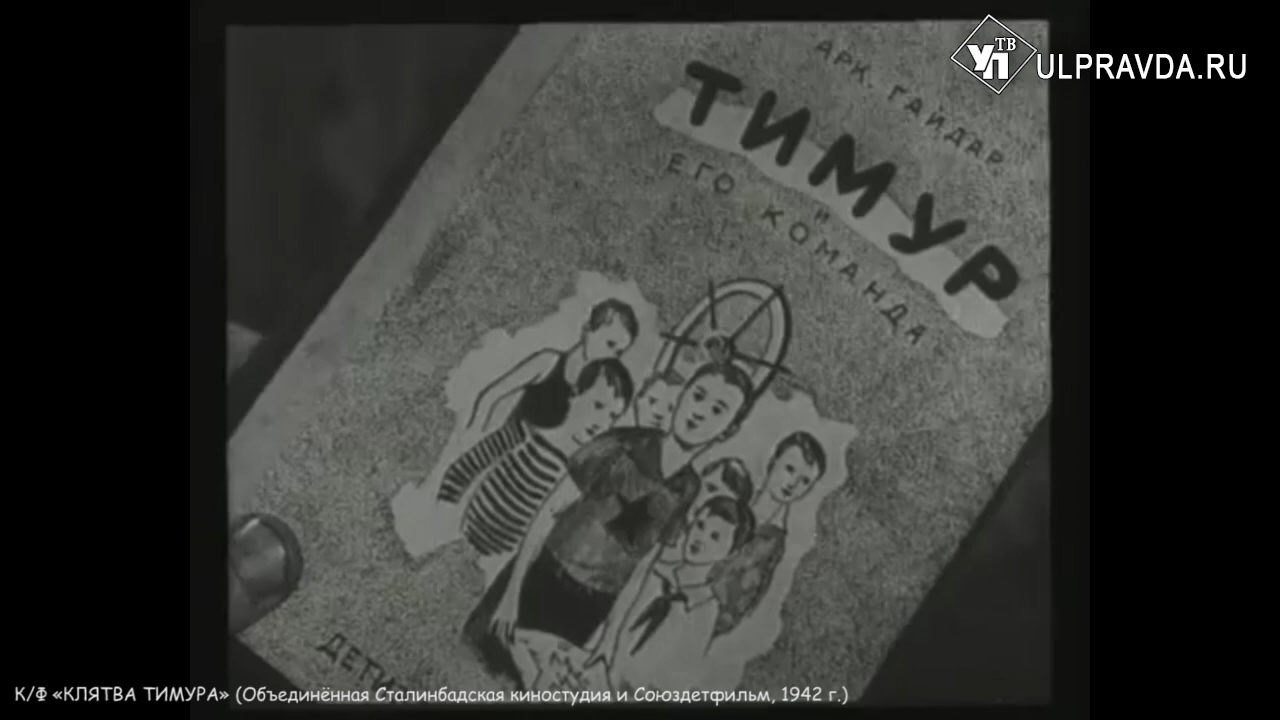 УП ТВ
ULPRAVDA.RU
АРК. ГАЙДАР
ТИМУР
И
ЕГО КОМАНДА
К/Ф «КЛЯТВА ТИМУРА» (Объединённая Сталинбадская киностудия и Союздетфильм, 1942 г.)